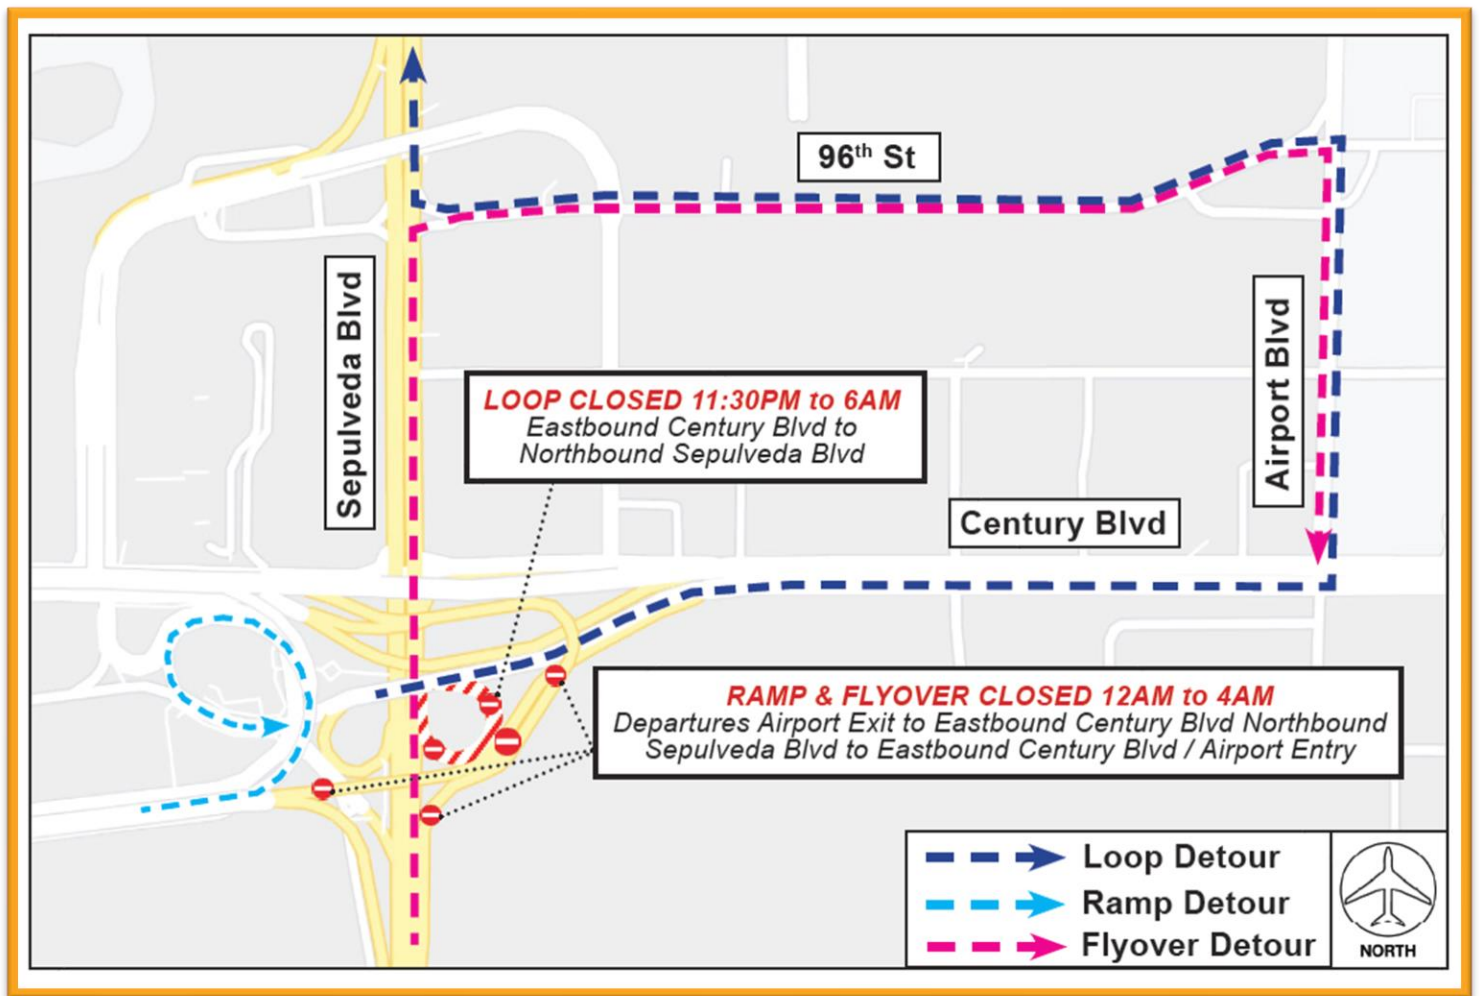 96th St
Sepulveda Blvd
Airport Blvd
LOOP CLOSED 11:30PM to 6AM
Eastbound Century Blvd to
Northbound Sepulveda Blvd
Century Blvd
RAMP & FLYOVER CLOSED 12AM to 4AM
Departures Airport Exit to Eastbound Century Blvd Northbound
Sepulveda Blvd to Eastbound Century Blvd / Airport Entry
Loop Detour
Ramp Detour
Flyover Detour
NORTH